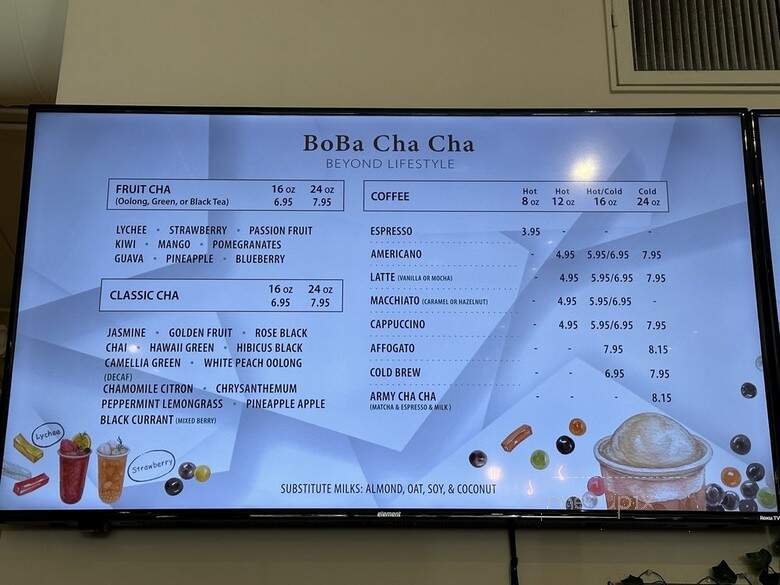 BoBa Cha Cha
BEYOND LIFESTYLE
FRUIT CHA 16 oz 24 oz
(Oolong, Green, or Black Tea) 6.95 7.95
LYCHEE • STRAWBERRY • PASSION FRUIT
KIWI • MANGO • POMEGRANATES
GUAVA • PINEAPPLE • BLUEBERRY
CLASSIC CHA 16 oz 24 oz
6.95 7.95
JASMINE • GOLDEN FRUIT • ROSE BLACK
CHAI • HAWAII GREEN • HIBICUS BLACK
CAMELLIA GREEN • WHITE PEACH OOLONG
(DECAF)
CHAMOMILE CITRON • CHRYSANTHEMUM
PEPPERMINT LEMONGRASS • PINEAPPLE APPLE
BLACK CURRANT (MIXED BERRY)
Lychee
Strawberry
COFFEE Hot 8 oz Hot 12 oz Hot/Cold 16 oz Cold 24 oz
ESPRESSO 3.95 - - -
AMERICANO - 4.95 5.95/6.95 7.95
LATTE (VANILLA OR MOCHA) - 4.95 5.95/6.95 7.95
MACCHIATO (CARAMEL OR HAZELNUT) - 4.95 5.95/6.95 -
CAPPUCCINO - 4.95 5.95/6.95 7.95
AFFOGATO - - 7.95 8.15
COLD BREW - - 6.95 7.95
ARMY CHA CHA - - - 8.15
(MATCHA & ESPRESSO & MILK)
SUBSTITUTE MILKS: ALMOND, OAT, SOY, & COCONUT
element
Roku TV